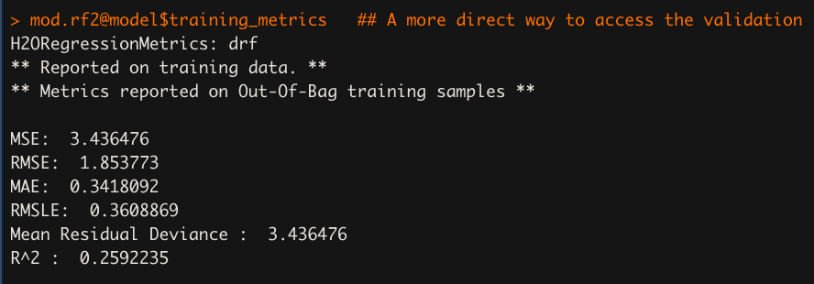 > mod.rf2@model$training_metrics   ## A more direct way to access the validation
H2ORegressionMetrics: drf
** Reported on training data. **
** Metrics reported on Out-Of-Bag training samples **

MSE:  3.436476
RMSE:  1.853773
MAE:  0.3418092
RMSLE:  0.3608869
Mean Residual Deviance :  3.436476
R^2 :  0.2592235